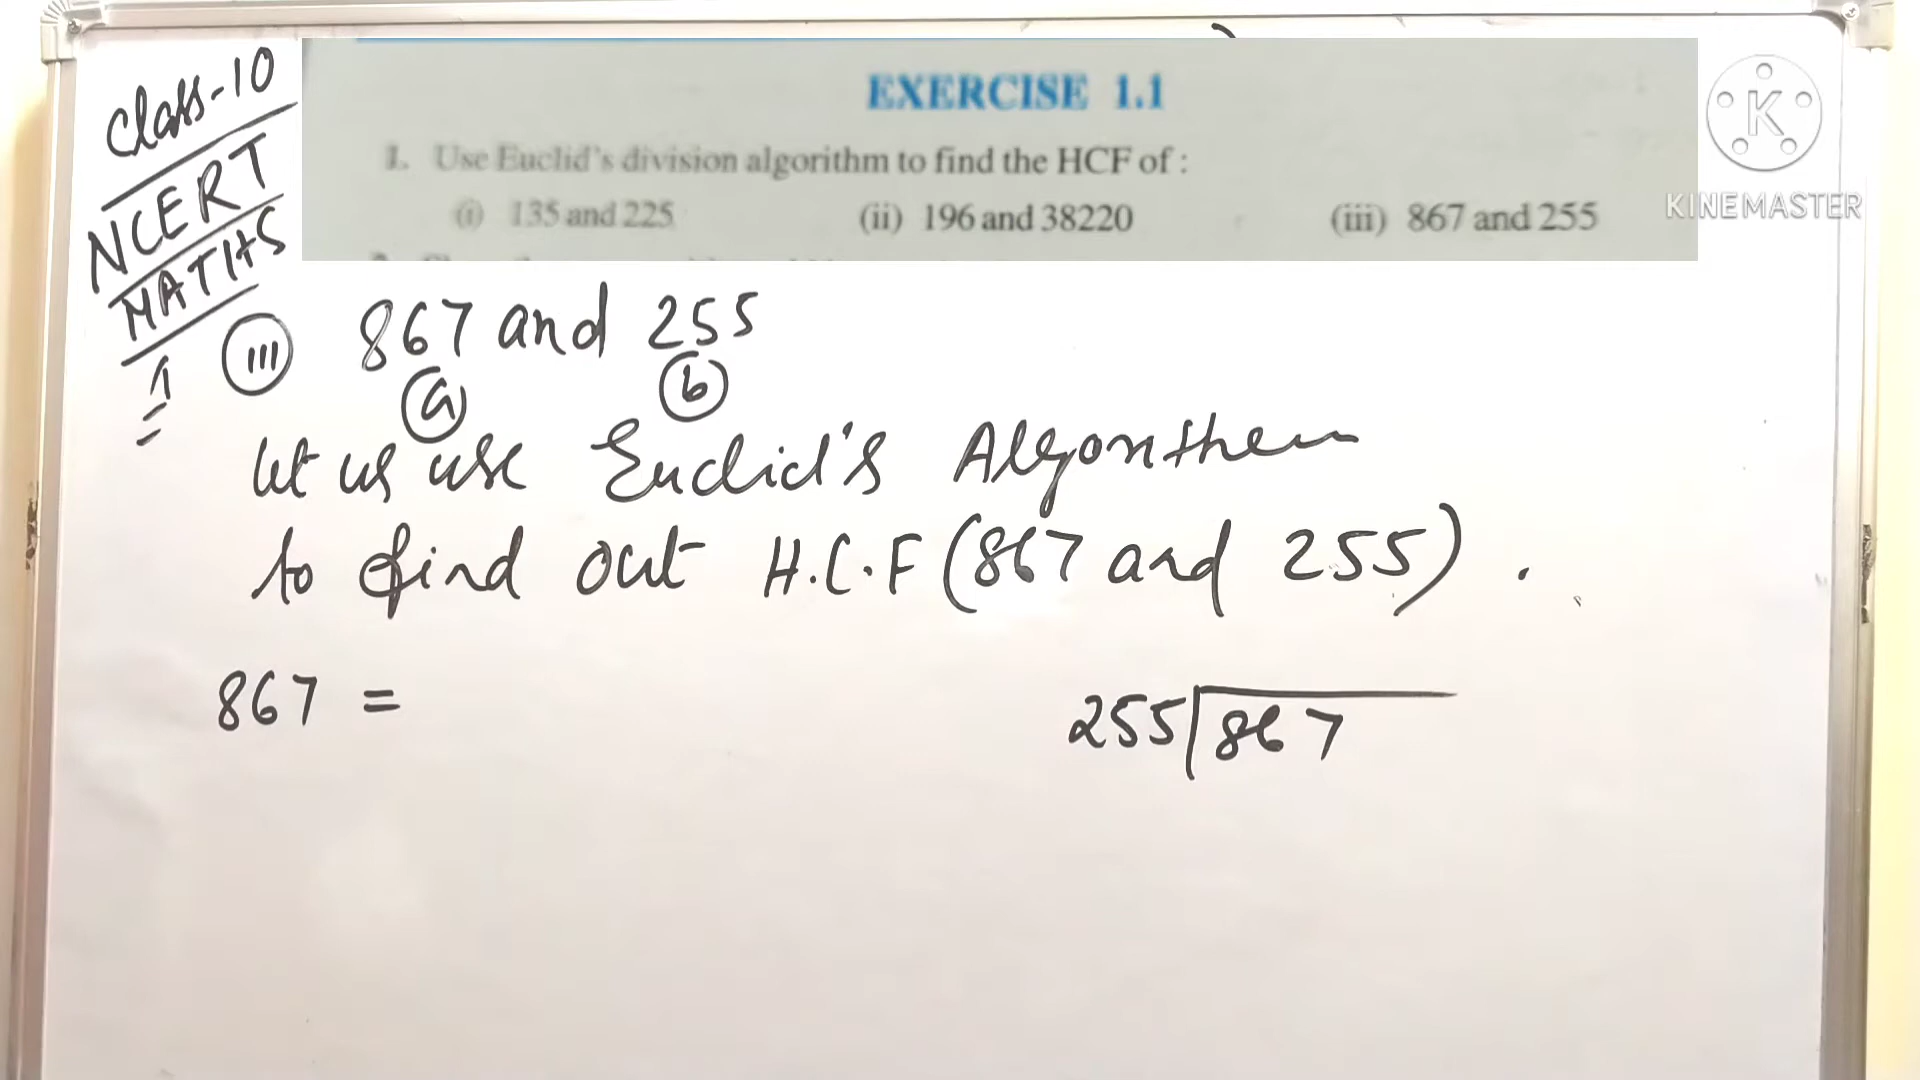 Class-10
NCERT
MATHS
1
EXERCISE 1.1
1. Use Euclid's division algorithm to find the HCF of :
(i) 135 and 225 (ii) 196 and 38220 (iii) 867 and 255
K
KINEMASTER
(iii) 867 and 255
a b
let us use Euclid's Algorithem
to find out H.C.F (867 and 255) .
867 =
255 867